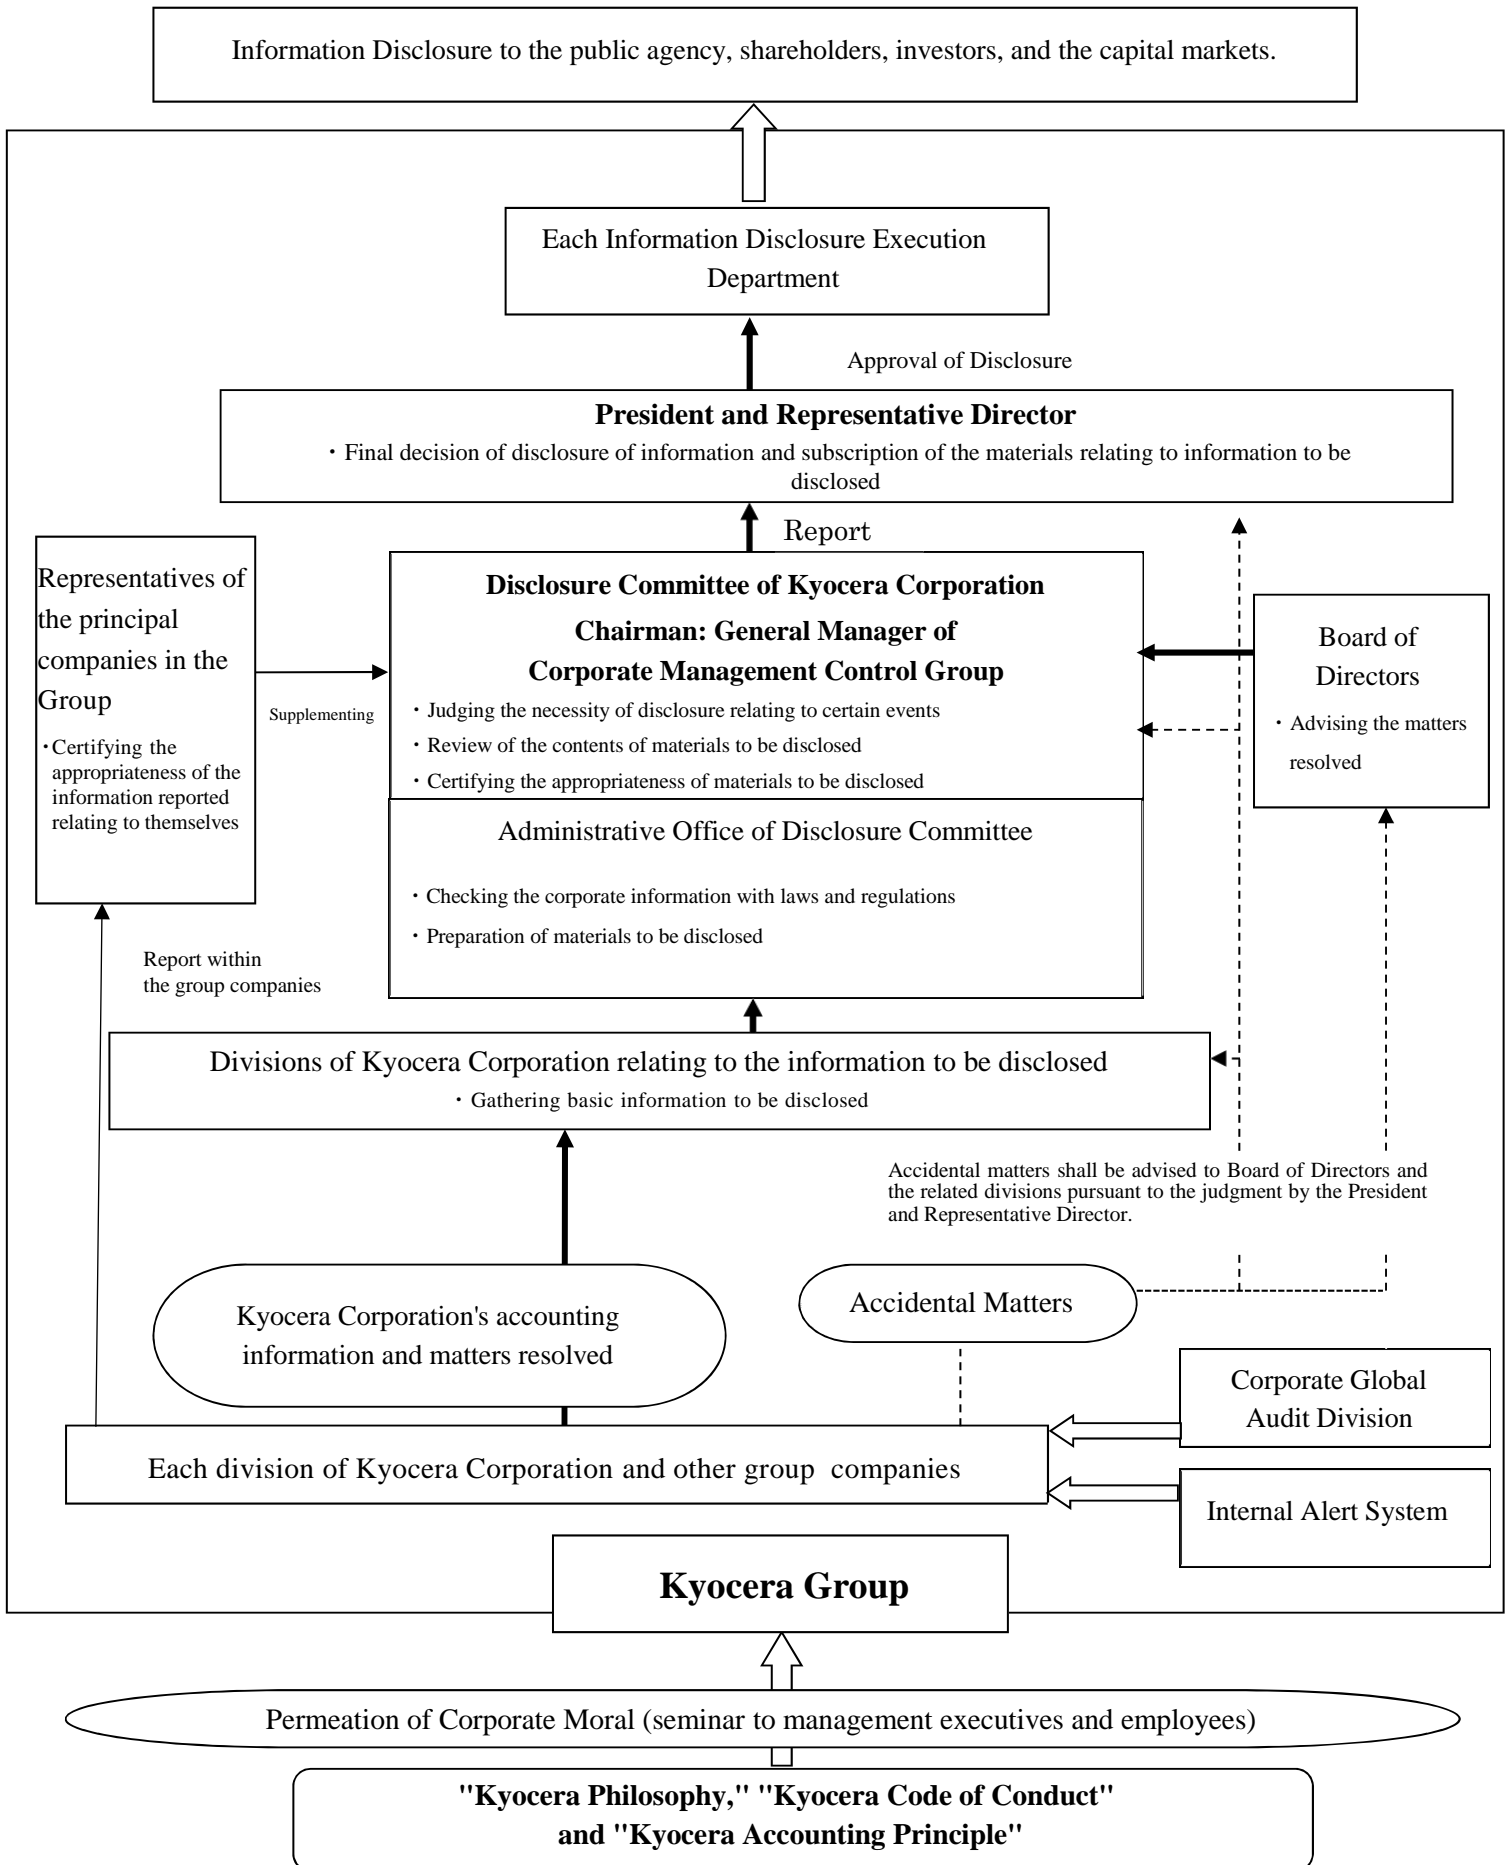 Information Disclosure to the public agency, shareholders, investors, and the capital markets.
Each Information Disclosure Execution
Department
Approval of Disclosure
President and Representative Director
・Final decision of disclosure of information and subscription of the materials relating to information to be
disclosed
Report
Representatives of
the principal
companies in the
Group
・Certifying the
appropriateness of the
information reported
relating to themselves
Supplementing
Disclosure Committee of Kyocera Corporation
Chairman: General Manager of
Corporate Management Control Group
・Judging the necessity of disclosure relating to certain events
・Review of the contents of materials to be disclosed
・Certifying the appropriateness of materials to be disclosed
Board of
Directors
・Advising the matters
resolved
Administrative Office of Disclosure Committee
・Checking the corporate information with laws and regulations
・Preparation of materials to be disclosed
Report within
the group companies
Divisions of Kyocera Corporation relating to the information to be disclosed
・Gathering basic information to be disclosed
Accidental matters shall be advised to Board of Directors and
the related divisions pursuant to the judgment by the President
and Representative Director.
Kyocera Corporation's accounting
information and matters resolved
Accidental Matters
Corporate Global
Audit Division
Each division of Kyocera Corporation and other group companies
Internal Alert System
Kyocera Group
Permeation of Corporate Moral (seminar to management executives and employees)
"Kyocera Philosophy," "Kyocera Code of Conduct"
and "Kyocera Accounting Principle"